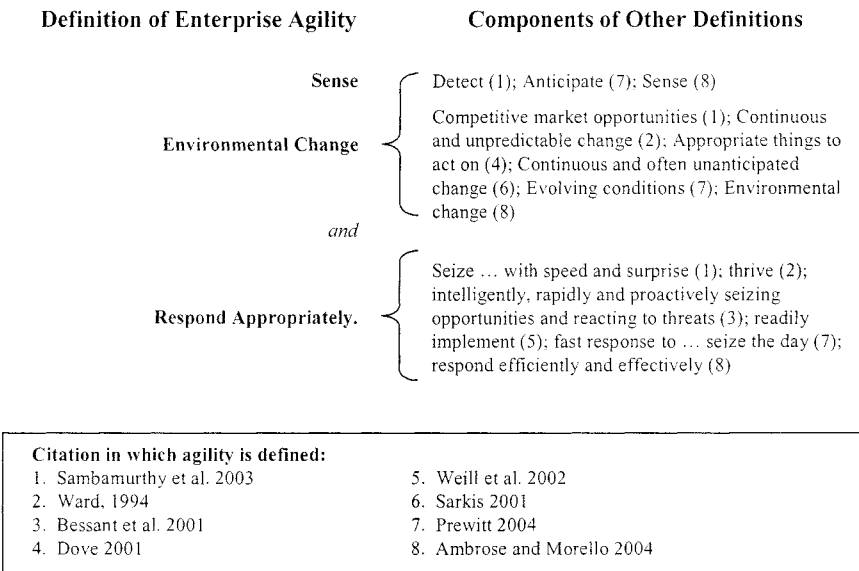 Definition of Enterprise Agility
Components of Other Definitions
Sense
Detect (1); Anticipate (7); Sense (8)
Environmental Change
Competitive market opportunities (1); Continuous
and unpredictable change (2); Appropriate things to
act on (4); Continuous and often unanticipated
change (6); Evolving conditions (7); Environmental
change (8)
and
Respond Appropriately.
Seize ... with speed and surprise (1); thrive (2);
intelligently, rapidly and proactively seizing
opportunities and reacting to threats (3); readily
implement (5); fast response to ... seize the day (7);
respond efficiently and effectively (8)
Citation in which agility is defined:
1. Sambamurthy et al. 2003
2. Ward, 1994
3. Bessant et al. 2001
4. Dove 2001
5. Weill et al. 2002
6. Sarkis 2001
7. Prewitt 2004
8. Ambrose and Morello 2004